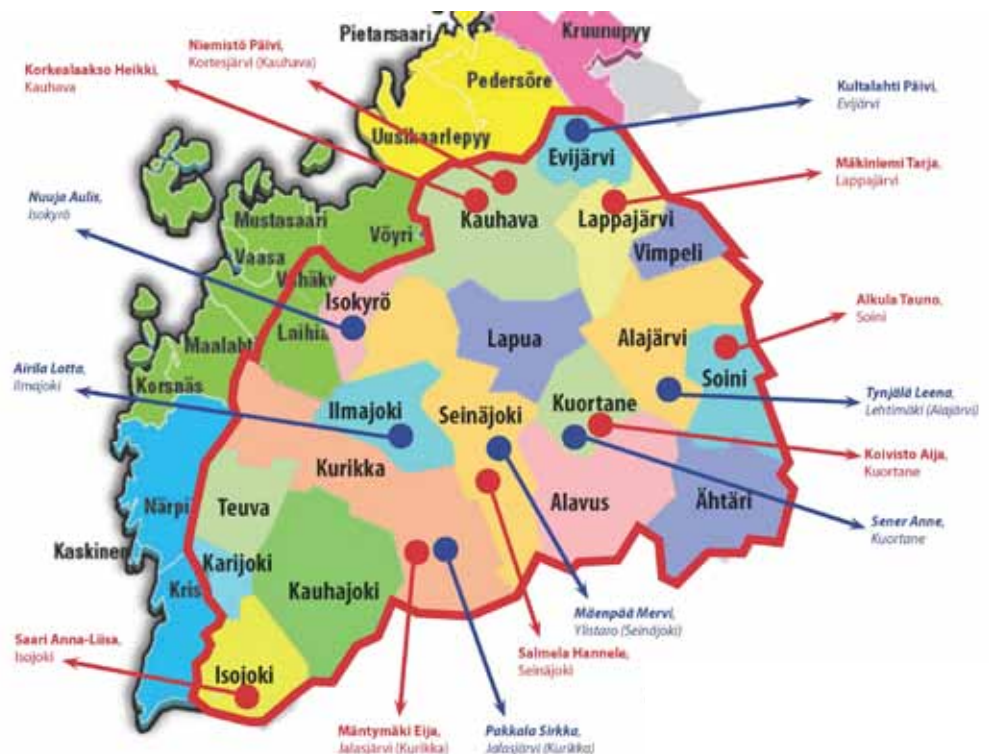 Pietarsaari
Kruunupyy
Niemistö Päivi,
Kortesjärvi (Kauhava)
Korkealaakso Heikki,
Kauhava
Pedersöre
Kultalahti Päivi,
Evijärvi
Uusikaarlepyy
Evijärvi
Mäkiniemi Tarja,
Lappajärvi
Nuuja Aulis,
Isokyrö
Kauhava
Lappajärvi
Mustasaari
Vöyri
Vimpeli
Vaasa
Vähäky
Isokyrö
Alkula Tauno,
Soini
Laihia
Lapua
Alajärvi
Maalahti
Airila Lotta,
Ilmajoki
Korsnäs
Soini
Ilmajoki
Seinäjoki
Kuortane
Tynjälä Leena,
Lehtimäki (Alajärvi)
Kurikka
Koivisto Aija,
Kuortane
Närpi
Teuva
Alavus
Ähtäri
Sener Anne,
Kuortane
Kaskinen
Karijoki
Kris
Kauhajoki
Mäenpää Mervi,
Ylistaro (Seinäjoki)
Saari Anna-Liisa,
Isojoki
Salmela Hannele,
Seinäjoki
Isojoki
Mäntymäki Eija,
Jalasjärvi (Kurikka)
Pakkala Sirkka,
Jalasjärvi (Kurikka)